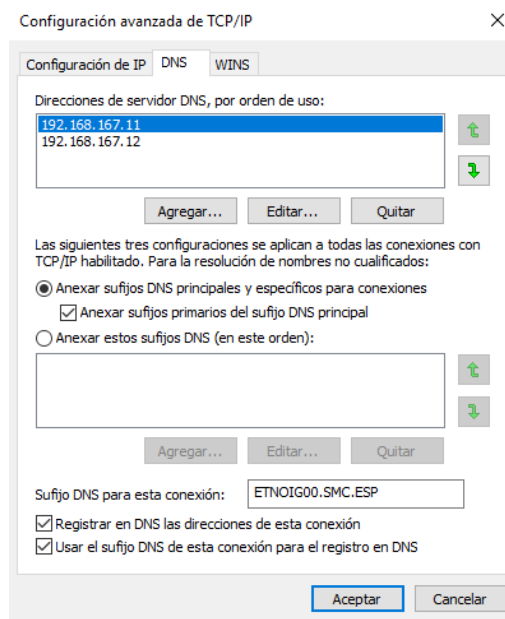 Configuración avanzada de TCP/IP
Configuración de IP DNS WINS
Direcciones de servidor DNS, por orden de uso:
192.168.167.11
192.168.167.12
Agregar... Editar... Quitar
Las siguientes tres configuraciones se aplican a todas las conexiones con
TCP/IP habilitado. Para la resolución de nombres no cualificados:
Anexar sufijos DNS principales y específicos para conexiones
Anexar sufijos primarios del sufijo DNS principal
Anexar estos sufijos DNS (en este orden):
Agregar... Editar... Quitar
Sufijo DNS para esta conexión: ETNOIG00.SMC.ESP
Registrar en DNS las direcciones de esta conexión
Usar el sufijo DNS de esta conexión para el registro en DNS
Aceptar Cancelar